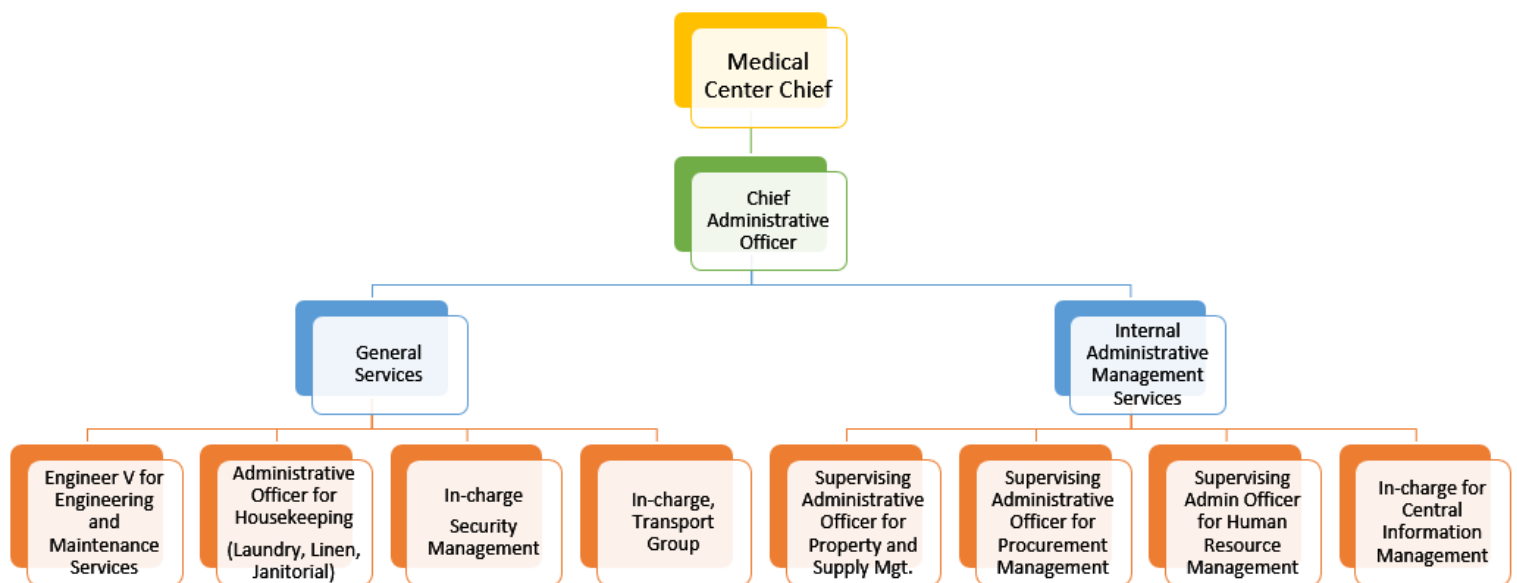 Medical
Center Chief
Chief
Administrative
Officer
General
Services
Internal
Administrative
Management
Services
Engineer V for
Engineering
and
Maintenance
Services
Administrative
Officer for
Housekeeping
(Laundry, Linen,
Janitorial)
In-charge
Security
Management
In-charge,
Transport
Group
Supervising
Administrative
Officer for
Property and
Supply Mgt.
Supervising
Administrative
Officer for
Procurement
Management
Supervising
Admin Officer
for Human
Resource
Management
In-charge for
Central
Information
Management